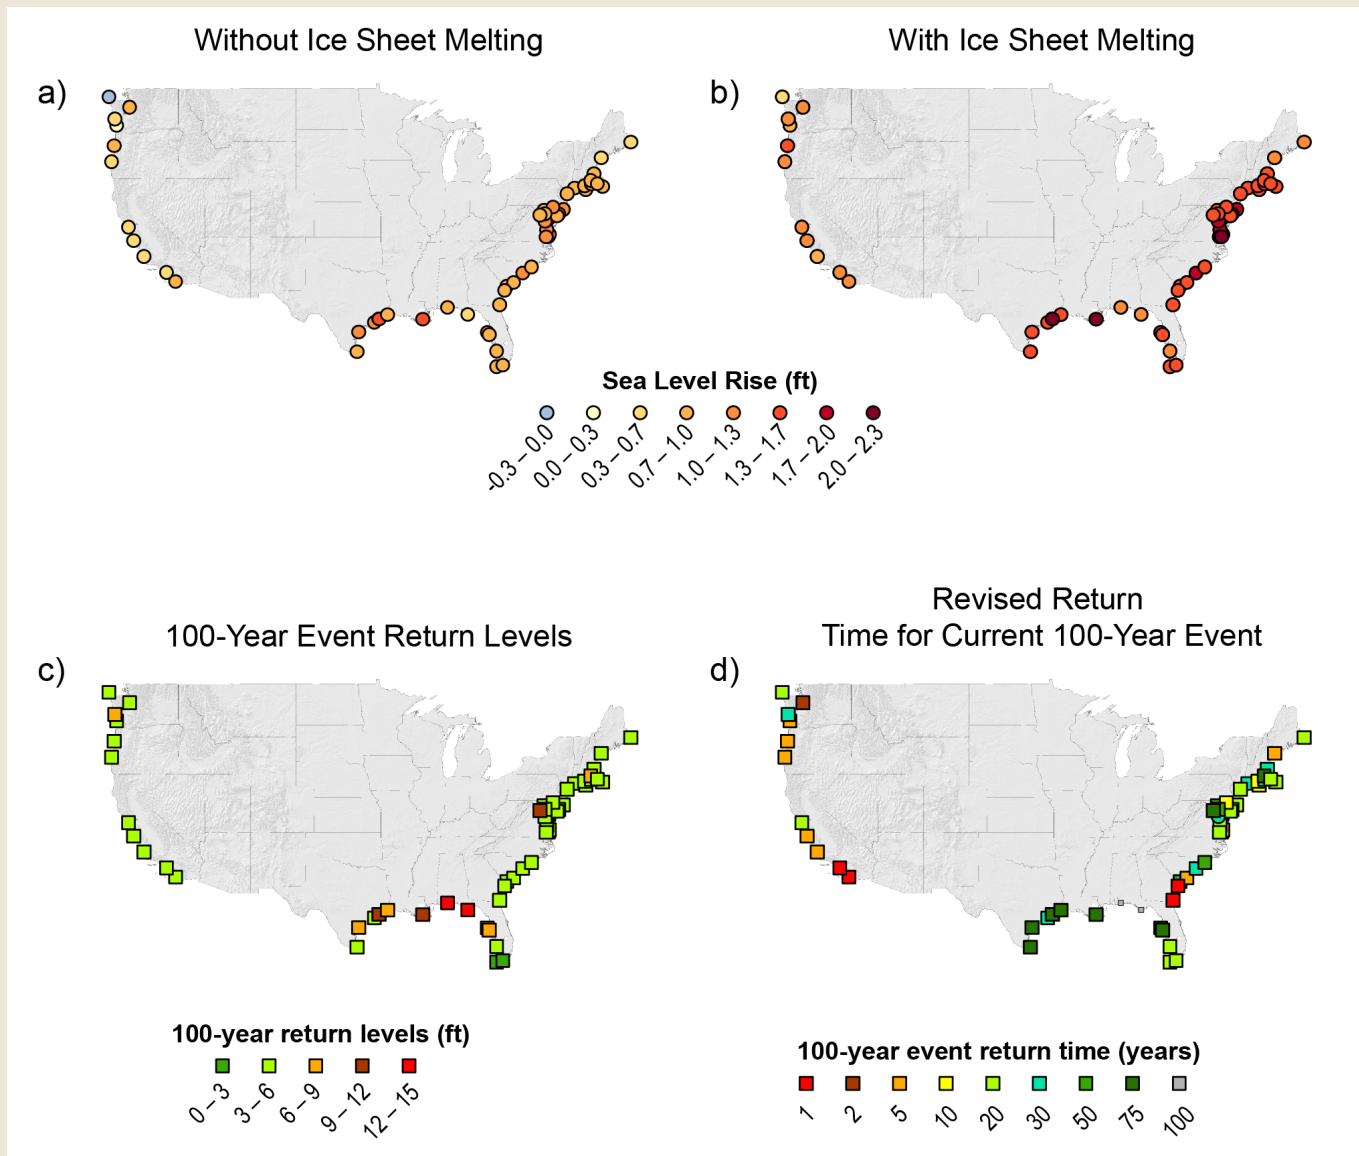 Without Ice Sheet Melting
With Ice Sheet Melting
a)
b)
Sea Level Rise (ft)
-0.3 – 0.0
0.0 – 0.3
0.3 – 0.7
0.7 – 1.0
1.0 – 1.3
1.3 – 1.7
1.7 – 2.0
2.0 – 2.3
100-Year Event Return Levels
Revised Return
Time for Current 100-Year Event
c)
d)
100-year return levels (ft)
0 – 3
3 – 6
6 – 9
9 – 12
12 – 15
100-year event return time (years)
1
2
5
10
20
30
50
75
100